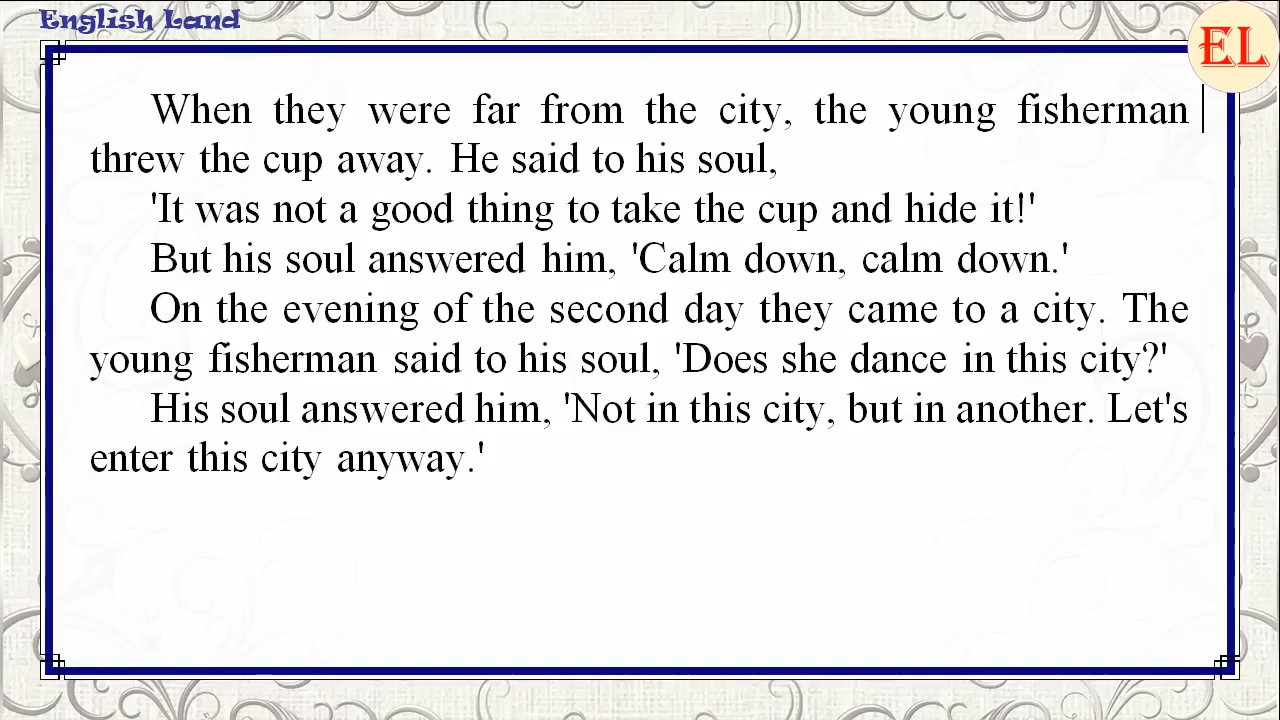 English Land
EL
When they were far from the city, the young fisherman
threw the cup away. He said to his soul,
'It was not a good thing to take the cup and hide it!'
But his soul answered him, 'Calm down, calm down.'
On the evening of the second day they came to a city. The
young fisherman said to his soul, 'Does she dance in this city?'
His soul answered him, 'Not in this city, but in another. Let's
enter this city anyway.'